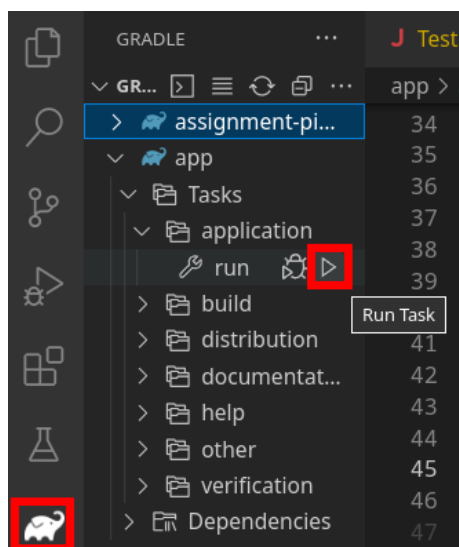 GRADLE ...
J Test
GR... ...
app >
assignment-pi...
app
Tasks
application
run
Run Task
build
distribution
documentat...
help
other
verification
Dependencies
34
35
36
37
38
39
41
42
43
44
45
46
47